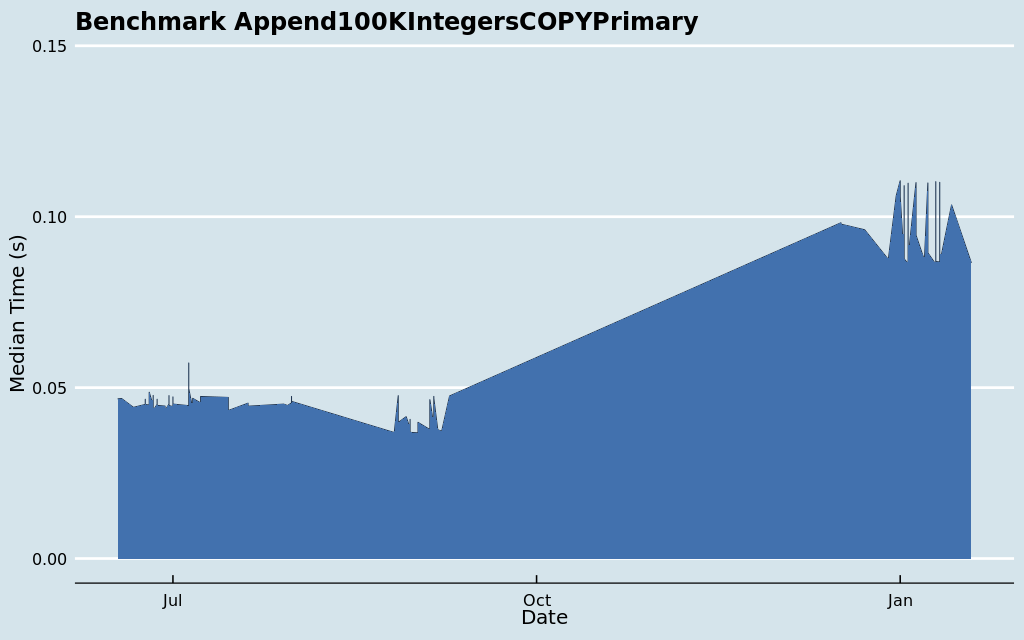 Benchmark Append100KIntegersCOPYPrimary
0.15
0.10
0.05
0.00
Median Time (s)
Jul
Oct
Jan
Date